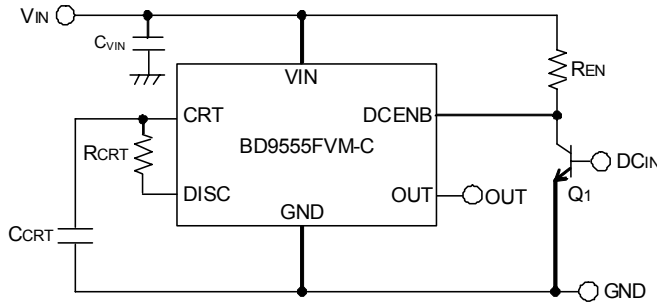 VIN
CVIN
VIN
REN
CRT
DCENB
RCRT
BD9555FVM-C
DCIN
DISC
OUT
OUT
Q1
GND
CCRT
GND